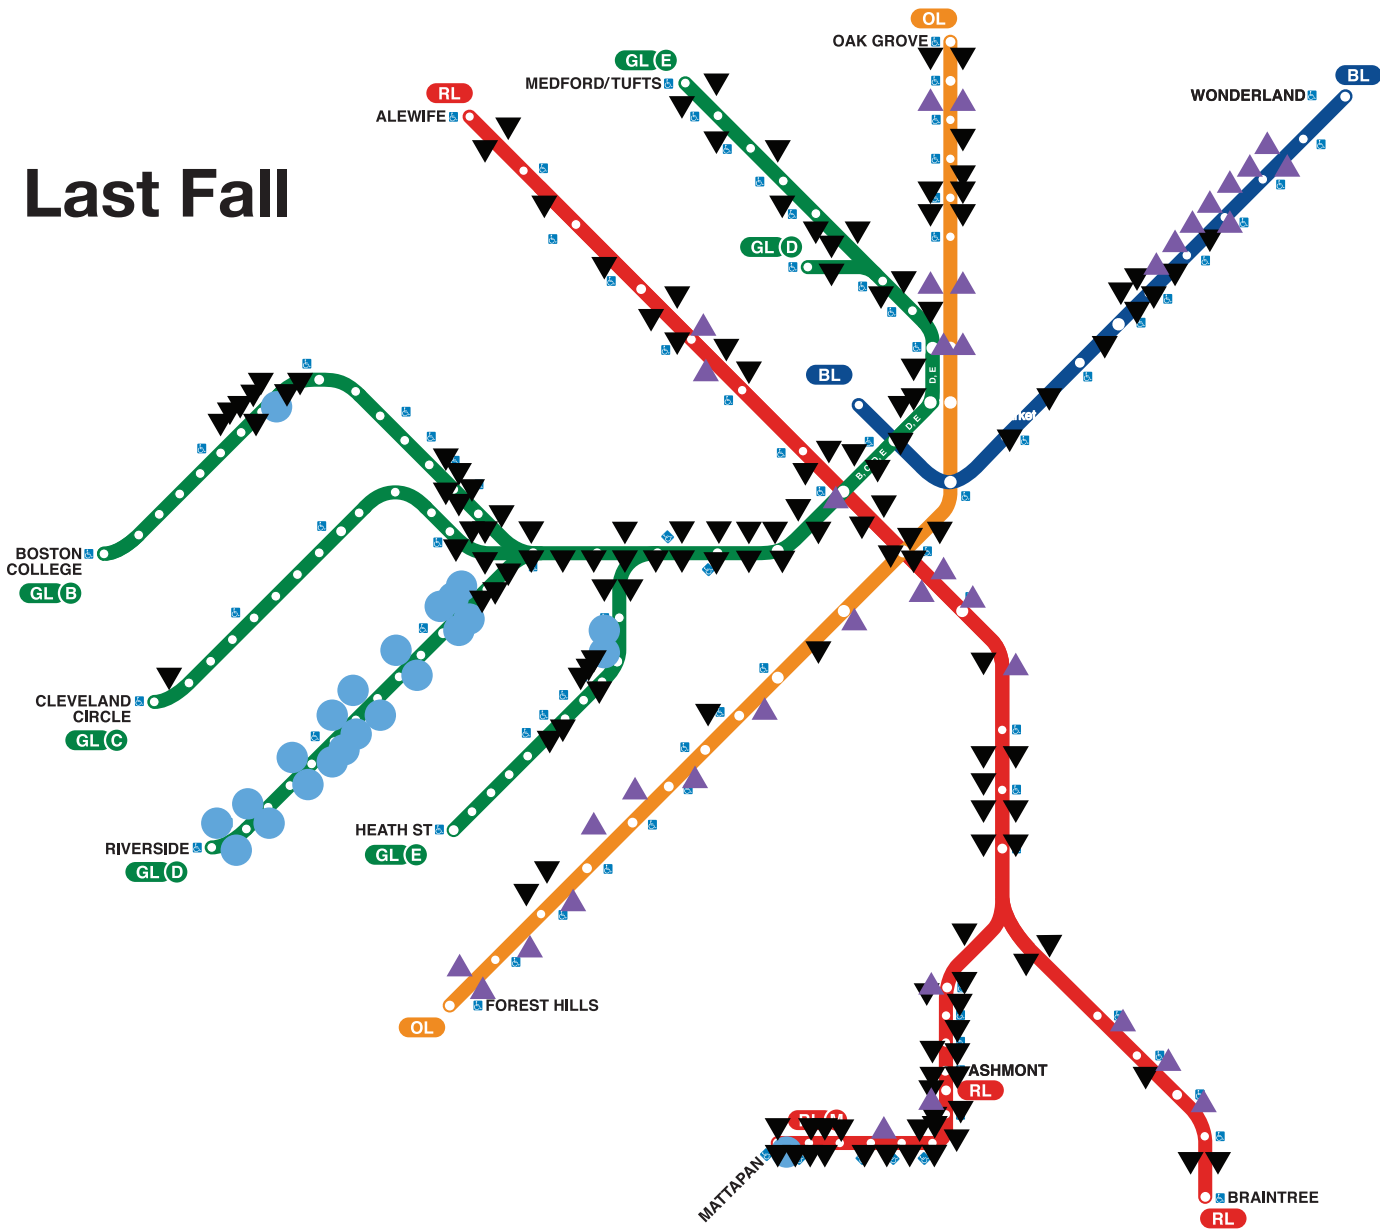 OL
OAK GROVE
GL E
MEDFORD/TUFTS
BL
WONDERLAND
RL
ALEWIFE
Last Fall
GL D
D, E
BL
D, E
B, C, D, E
BOSTON
COLLEGE
GL B
CLEVELAND
CIRCLE
GL C
RIVERSIDE
GL D
HEATH ST
GL E
FOREST HILLS
OL
ASHMONT
RL
RL M
MATTAPAN
BRAINTREE
RL